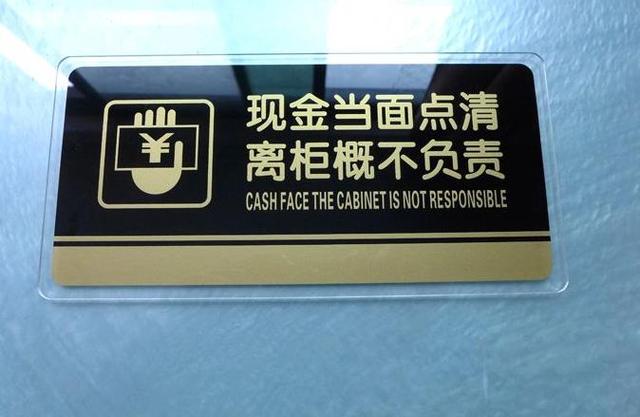 ¥
现金当面点清
离柜概不负责
CASH FACE THE CABINET IS NOT RESPONSIBLE